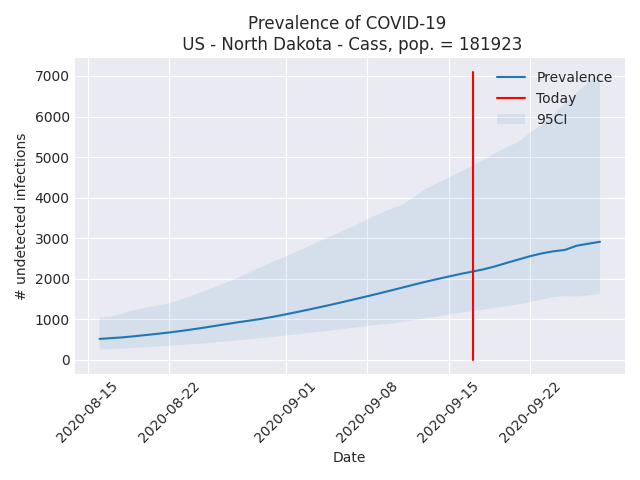 Prevalence of COVID-19
US - North Dakota - Cass, pop. = 181923
7000
6000
5000
4000
3000
2000
1000
0
# undetected infections
Prevalence
Today
95CI
2020-08-15
2020-08-22
2020-09-01
2020-09-08
2020-09-15
2020-09-22
Date